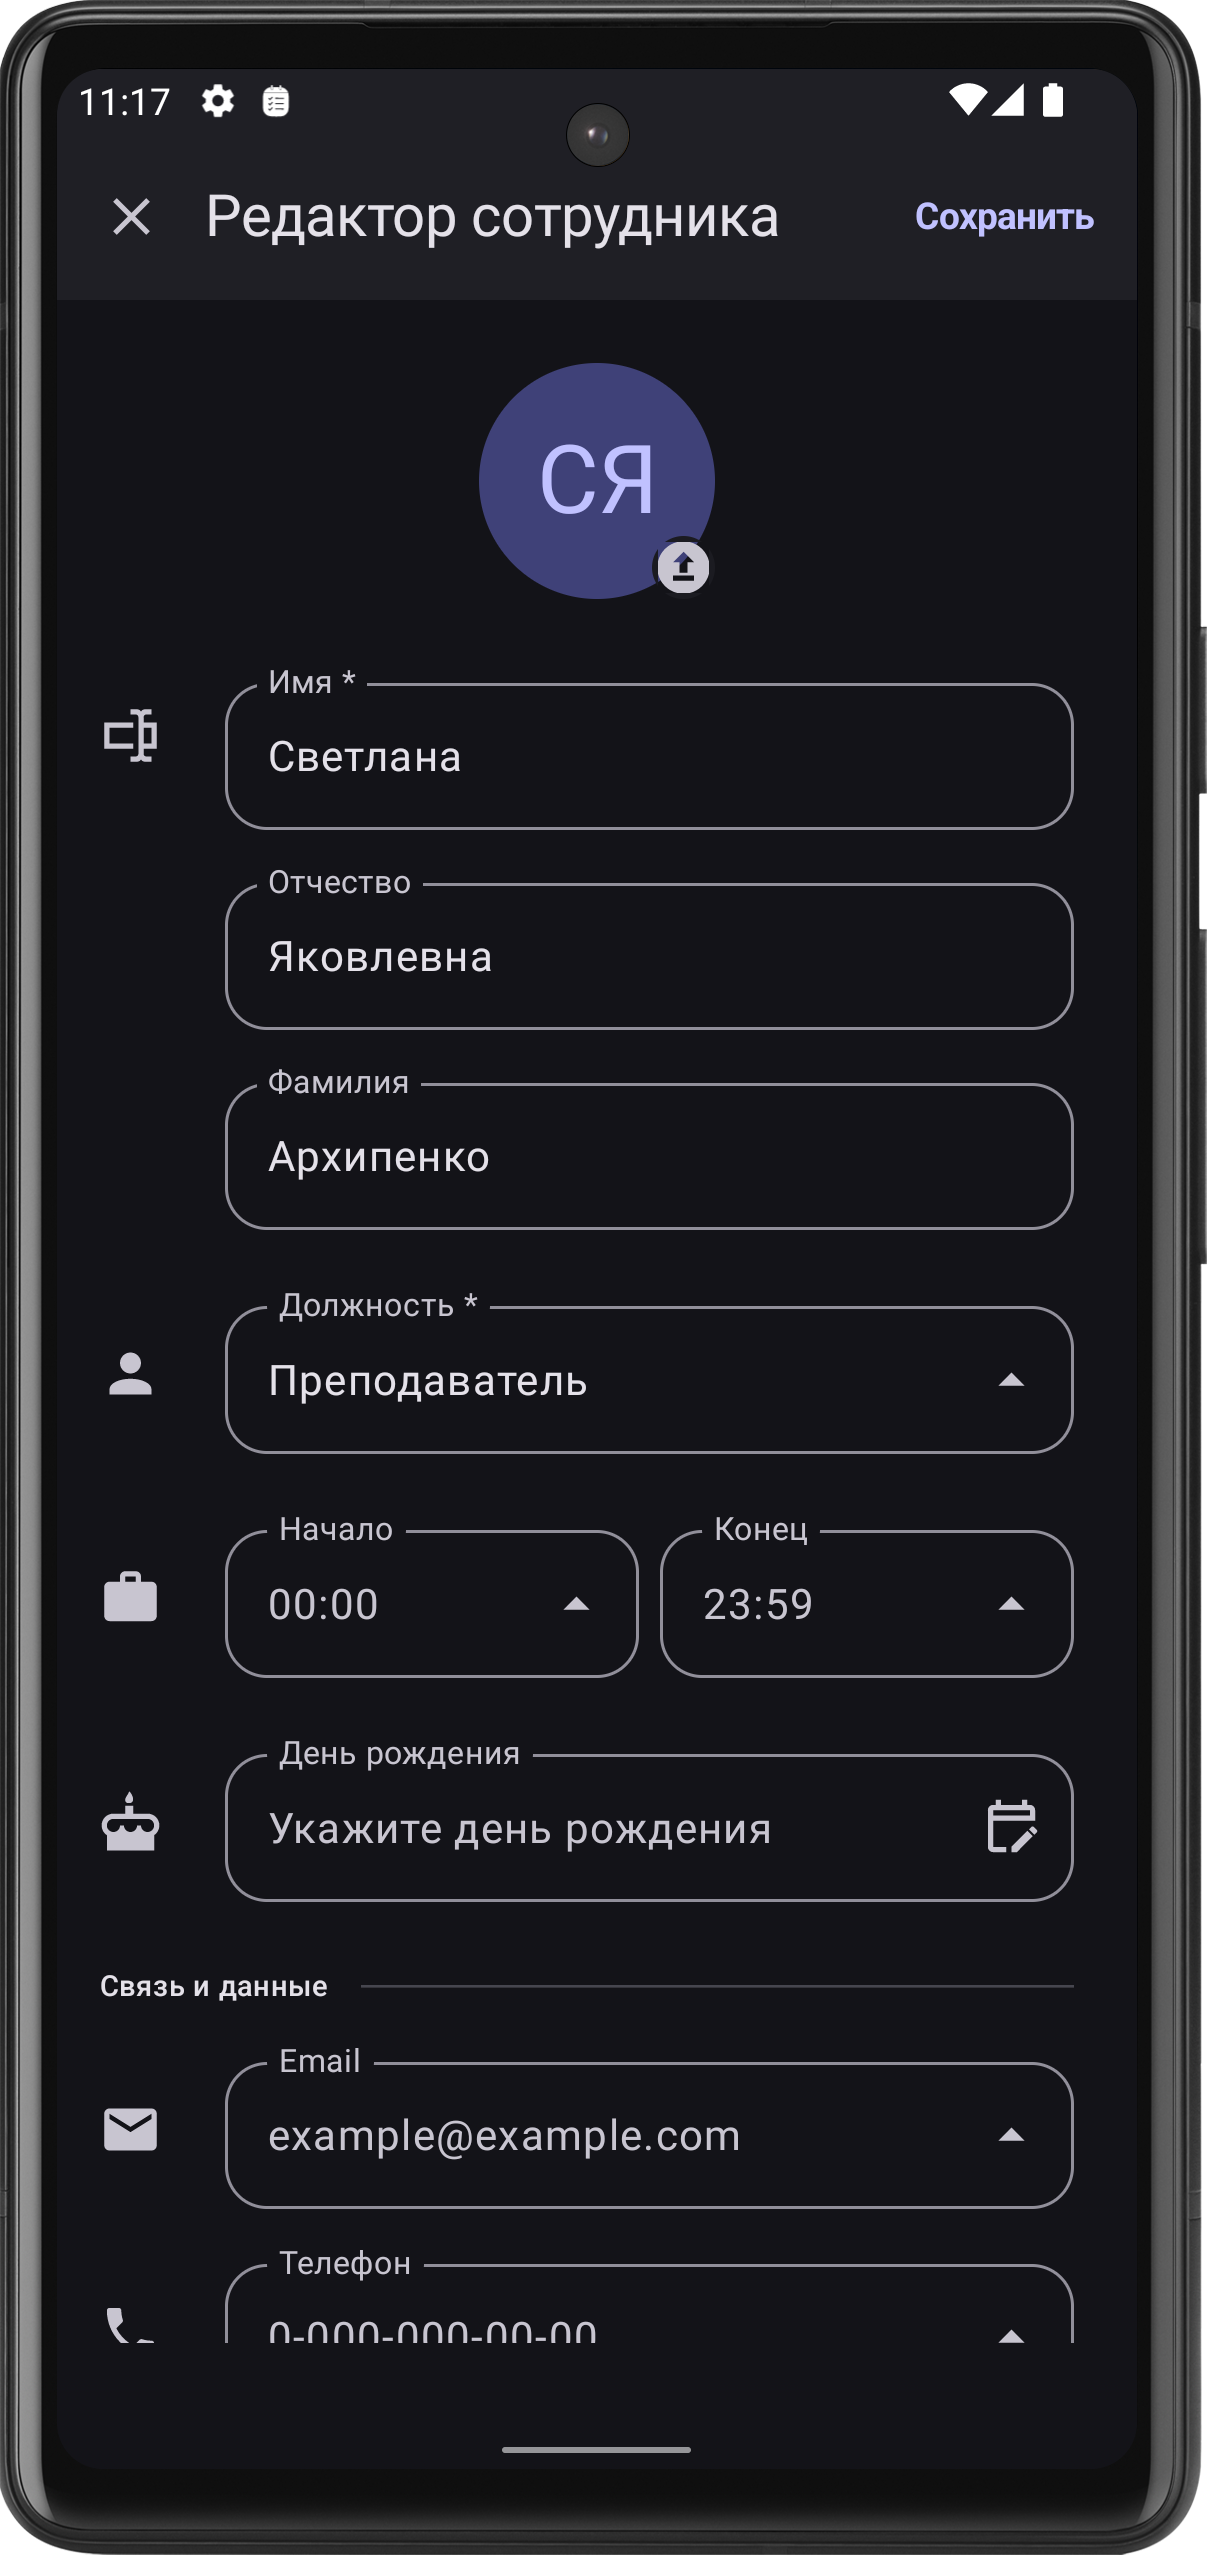 11:17
Редактор сотрудника
Сохранить
СЯ
Имя *
Светлана
Отчество
Яковлевна
Фамилия
Архипенко
Должность *
Преподаватель
Начало
Конец
00:00
23:59
День рождения
Укажите день рождения
Связь и данные
Email
example@example.com
Телефон
0-000-000-00-00